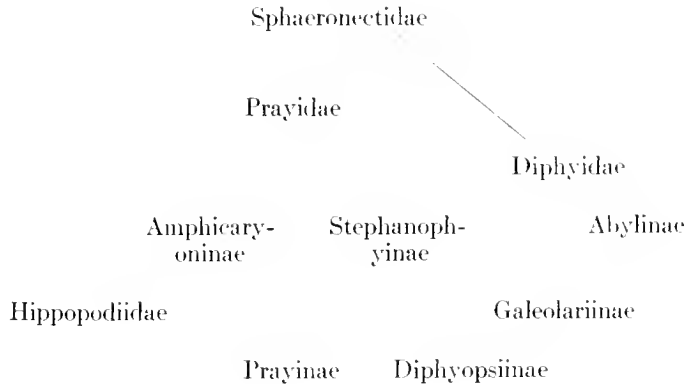 Sphaeronectidae
Prayidae
Diphyidae
Amphicary-
oninae
Stephanoph-
yinae
Abylinae
Hippopodiidae
Galeolariinae
Prayinae
Diphyopsiinae